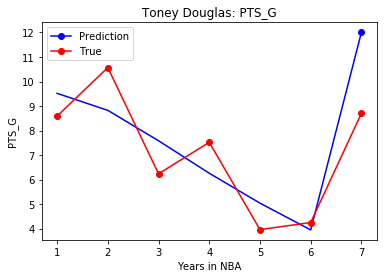 Toney Douglas: PTS_G
Prediction
True
12
11
10
9
8
7
6
5
4
PTS_G
1 2 3 4 5 6 7
Years in NBA